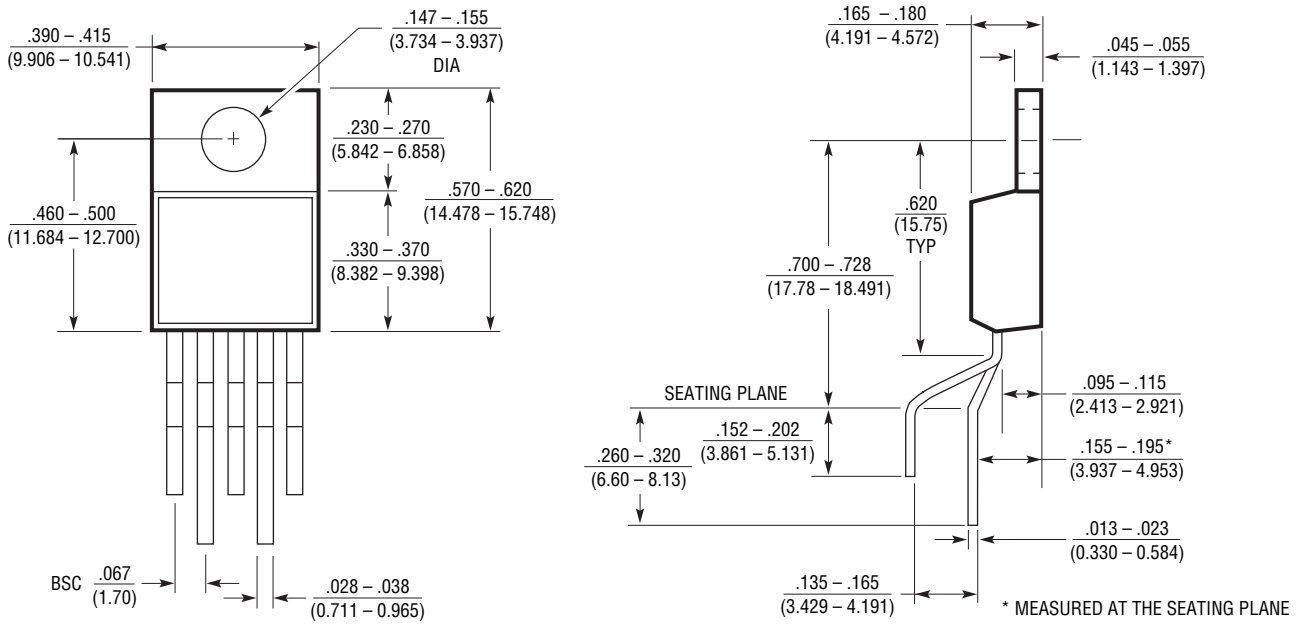 .390 – .415
(9.906 – 10.541)
.147 – .155
(3.734 – 3.937)
DIA
.230 – .270
(5.842 – 6.858)
.570 – .620
(14.478 – 15.748)
.460 – .500
(11.684 – 12.700)
.330 – .370
(8.382 – 9.398)
BSC
.067
(1.70)
.028 – .038
(0.711 – 0.965)
.165 – .180
(4.191 – 4.572)
.045 – .055
(1.143 – 1.397)
.620
(15.75)
TYP
.700 – .728
(17.78 – 18.491)
SEATING PLANE
.152 – .202
(3.861 – 5.131)
.260 – .320
(6.60 – 8.13)
.095 – .115
(2.413 – 2.921)
.155 – .195*
(3.937 – 4.953)
.013 – .023
(0.330 – 0.584)
.135 – .165
(3.429 – 4.191)
* MEASURED AT THE SEATING PLANE